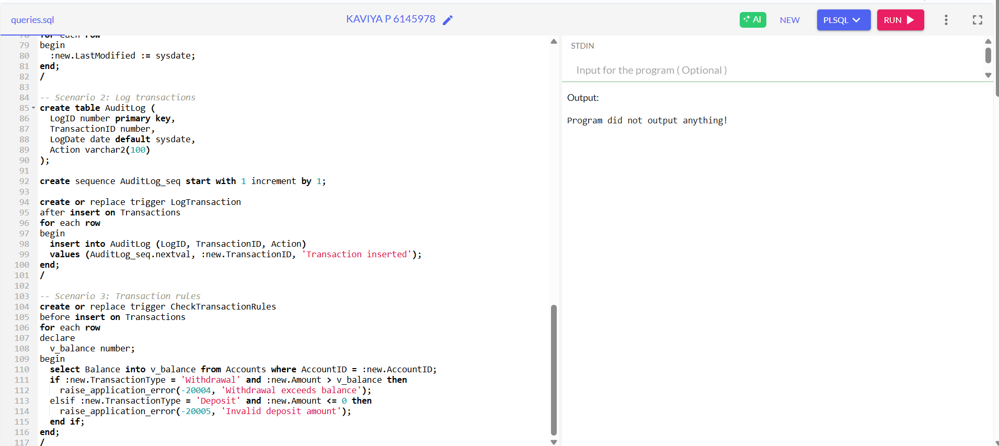 queries.sql
KAVIYA P 6145978
AI
NEW
PLSQL
RUN
78 for each row
79 begin
80 :new.LastModified := sysdate;
81 end;
82 /
83
84 -- Scenario 2: Log transactions
85 create table AuditLog (
86 LogID number primary key,
87 TransactionID number,
88 LogDate date default sysdate,
89 Action varchar2(100)
90 );
91
92 create sequence AuditLog_seq start with 1 increment by 1;
93
94 create or replace trigger LogTransaction
95 after insert on Transactions
96 for each row
97 begin
98 insert into AuditLog (LogID, TransactionID, Action)
99 values (AuditLog_seq.nextval, :new.TransactionID, 'Transaction inserted');
100 end;
101 /
102
103 -- Scenario 3: Transaction rules
104 create or replace trigger CheckTransactionRules
105 before insert on Transactions
106 for each row
107 declare
108 v_balance number;
109 begin
110 select Balance into v_balance from Accounts where AccountID = :new.AccountID;
111 if :new.TransactionType = 'Withdrawal' and :new.Amount > v_balance then
112 raise_application_error(-20004, 'Withdrawal exceeds balance');
113 elsif :new.TransactionType = 'Deposit' and :new.Amount <= 0 then
114 raise_application_error(-20005, 'Invalid deposit amount');
115 end if;
116 end;
117 /
STDIN
Input for the program ( Optional )
Output:
Program did not output anything!